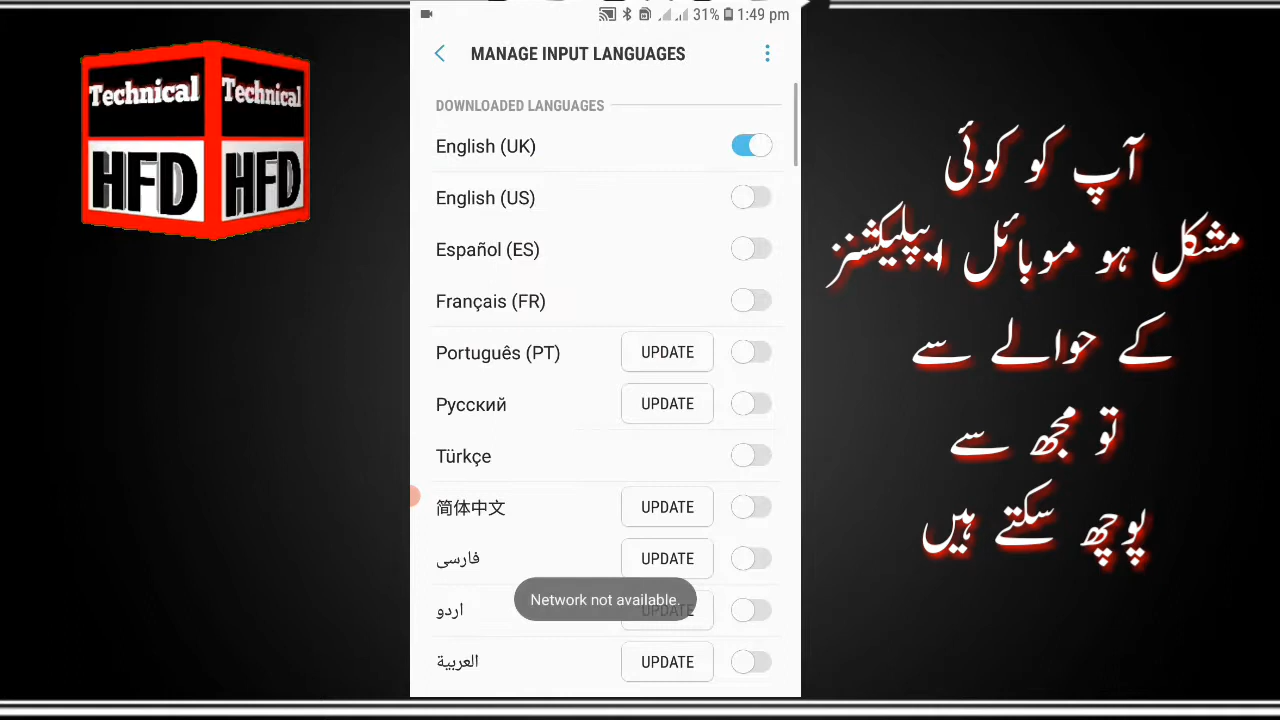 31% 1:49 pm
MANAGE INPUT LANGUAGES
DOWNLOADED LANGUAGES
English (UK)
English (US)
Español (ES)
Français (FR)
Português (PT) UPDATE
Русский UPDATE
Türkçe
简体中文 UPDATE
فارسی UPDATE
اردو UPDATE
Network not available.
العربية UPDATE
Technical Technical
HFD HFD
آپ کو کوئی
مشکل ہو موبائل ایپلیکشنز
کے حوالے سے
تو مجھ سے
پوچھ سکتے ہیں